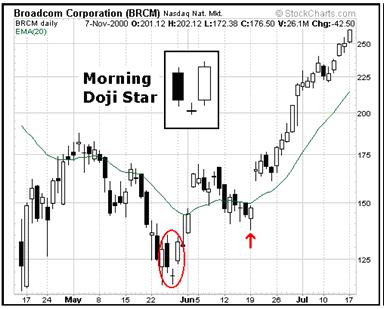 Broadcom Corporation (BRCM) Nasdaq Nat. Mkt. © StockCharts.com
BRCM daily 7-Nov-2000 O:201.12 H:202.12 L:172.38 C:176.50 V:26.1M Chg:-42.50
EMA(20)
Morning
Doji Star
250
225
200
175
150
125
17 24 May 8 15 22 Jun5 12 19 26 Jul 10 17